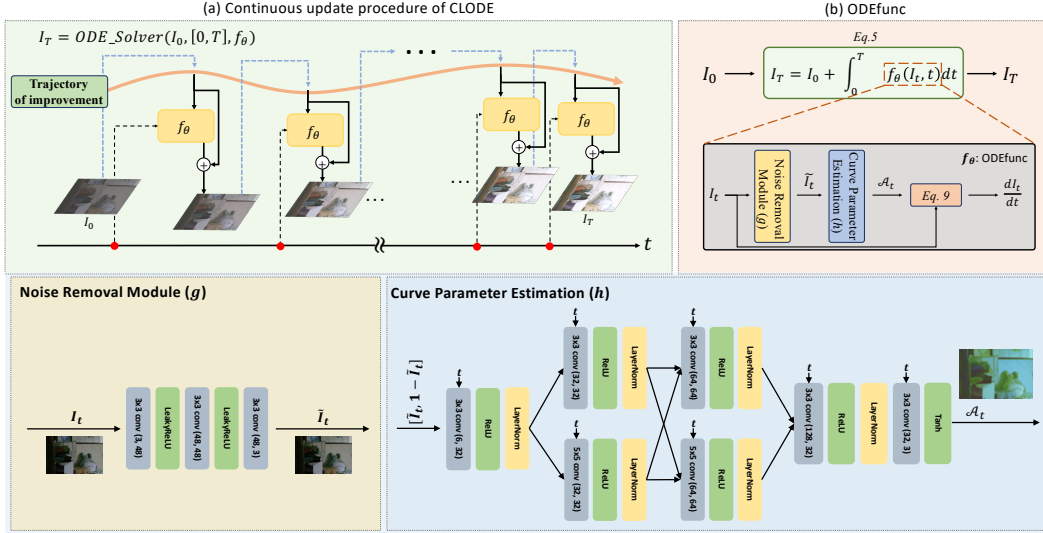 (a) Continuous update procedure of CLODE
I_T = ODE_Solver(I_0, [0, T], f_θ)
Trajectory
of improvement
f_θ
f_θ
f_θ
f_θ
...
...
...
I_0
I_T
t
(b) ODEfunc
Eq.5
I_0
I_T = I_0 + ∫_0^T f_θ(I_t, t)dt
I_T
f_θ: ODEfunc
I_t
Noise Removal
Module (g)
Ĩ_t
Curve Parameter
Estimation (h)
𝒜_t
Eq. 9
dI_t
dt
Noise Removal Module (g)
I_t
3x3 conv (3, 48)
LeakyReLU
3x3 conv (48, 48)
LeakyReLU
3x3 conv (48, 3)
Ĩ_t
Curve Parameter Estimation (h)
[Ĩ_t, 1 − Ĩ_t]
t
3x3 conv (6, 32)
ReLU
LayerNorm
t
3x3 conv (32, 32)
ReLU
LayerNorm
t
5x5 conv (32, 32)
ReLU
LayerNorm
t
3x3 conv (64, 64)
ReLU
LayerNorm
t
5x5 conv (64, 64)
ReLU
LayerNorm
t
3x3 conv (128, 32)
ReLU
LayerNorm
t
3x3 conv (32, 3)
Tanh
𝒜_t